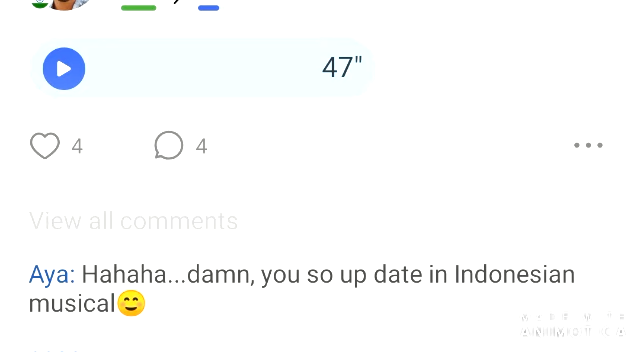 47"
4 4
View all comments
Aya: Hahaha...damn, you so up date in Indonesian
musical😊